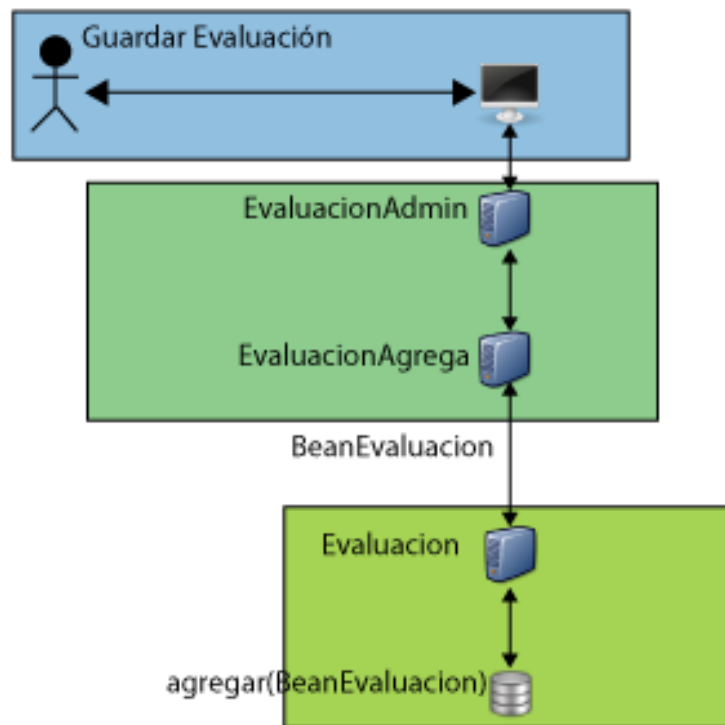 Guardar Evaluación
EvaluacionAdmin
EvaluacionAgrega
BeanEvaluacion
Evaluacion
agregar(BeanEvaluacion)